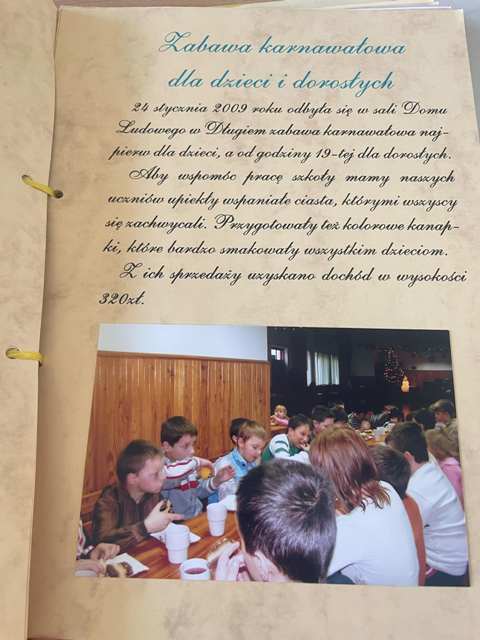 Zabawa karnawałowa
dla dzieci i dorosłych
24 stycznia 2009 roku odbyła się w sali Domu
Ludowego w Długiem zabawa karnawałowa naj-
pierw dla dzieci, a od godziny 19-tej dla dorosłych.
Aby wspomóc pracę szkoły mamy naszych
uczniów upiekły wspaniałe ciasta, którymi wszyscy
się zachwycali. Przygotowały też kolorowe kanap-
ki, które bardzo smakowały wszystkim dzieciom.
Z ich sprzedaży uzyskano dochód w wysokości
320zł.